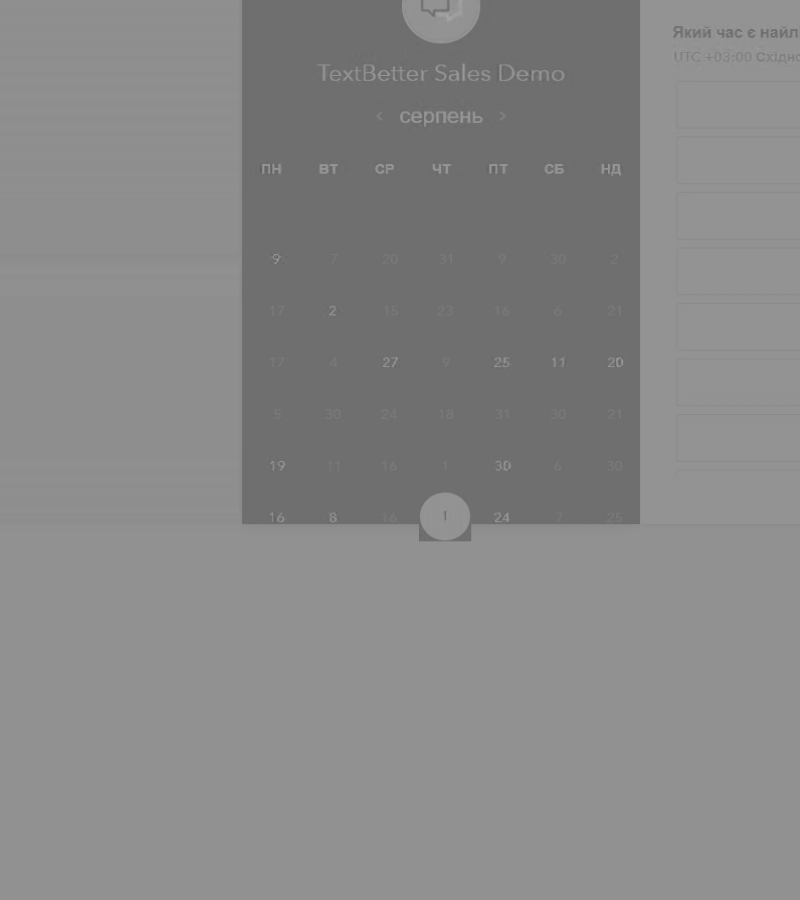 TextBetter Sales Demo
‹ серпень ›
ПН ВТ СР ЧТ ПТ СБ НД
9 7 20 31 9 30 2
17 2 15 23 16 6 21
17 4 27 9 25 11 20
5 30 24 18 31 30 21
19 11 16 1 30 6 30
16 8 16 ! 24 7 25
Який час є
UTC +03:00